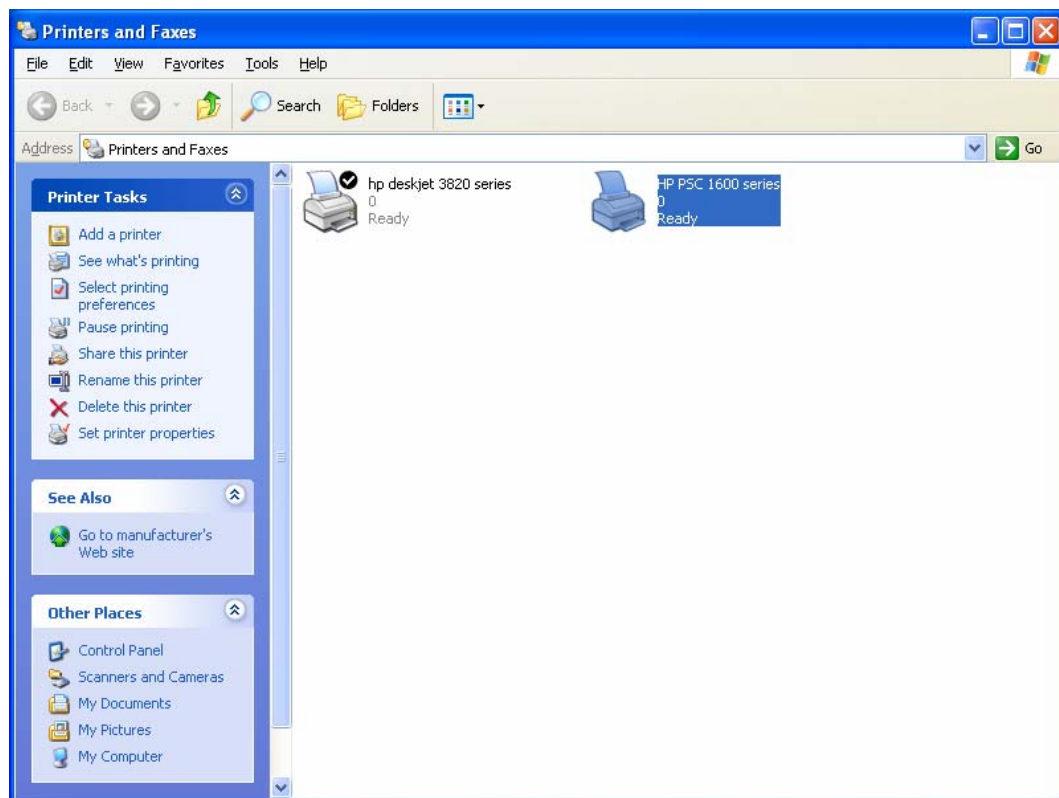 Printers and Faxes
File Edit View Favorites Tools Help
Back Search Folders
Address Printers and Faxes Go
Printer Tasks
Add a printer
See what's printing
Select printing
preferences
Pause printing
Share this printer
Rename this printer
Delete this printer
Set printer properties
See Also
Go to manufacturer's
Web site
Other Places
Control Panel
Scanners and Cameras
My Documents
My Pictures
My Computer
hp deskjet 3820 series
0
Ready
HP PSC 1600 series
0
Ready